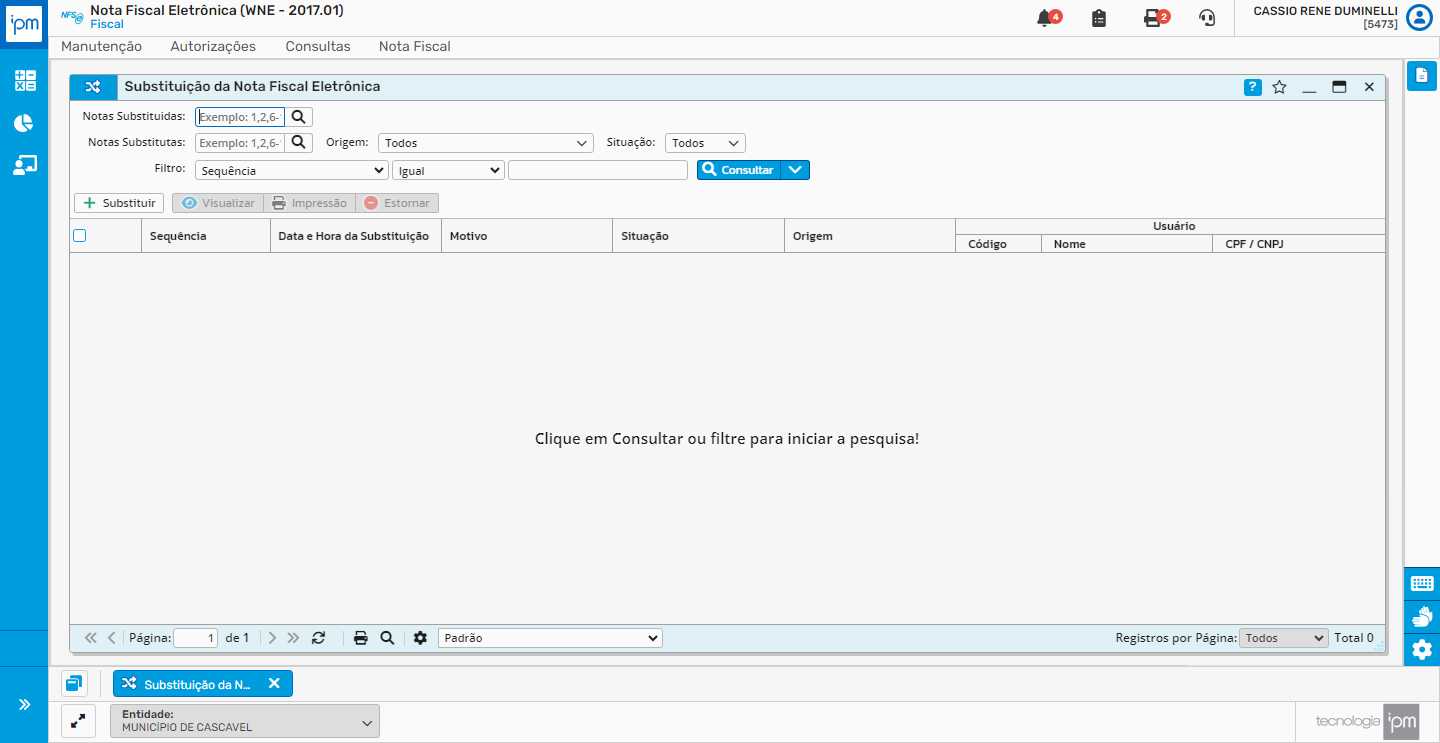 ipm
NFS@
Nota Fiscal Eletrônica (WNE - 2017.01)
Fiscal
4
2
CASSIO RENE DUMINELLI
[5473]
Manutenção Autorizações Consultas Nota Fiscal
Substituição da Nota Fiscal Eletrônica
?
Notas Substituidas: Exemplo: 1,2,6-
Notas Substitutas: Exemplo: 1,2,6- Origem: Todos Situação: Todos
Filtro: Sequência Igual Consultar
Substituir Visualizar Impressão Estornar
Usuário
Sequência Data e Hora da Substituição Motivo Situação Origem
Código Nome CPF / CNPJ
Clique em Consultar ou filtre para iniciar a pesquisa!
Página: 1 de 1 Padrão Registros por Página: Todos Total 0
Substituição da N...
Entidade:
MUNICÍPIO DE CASCAVEL
tecnologia ipm